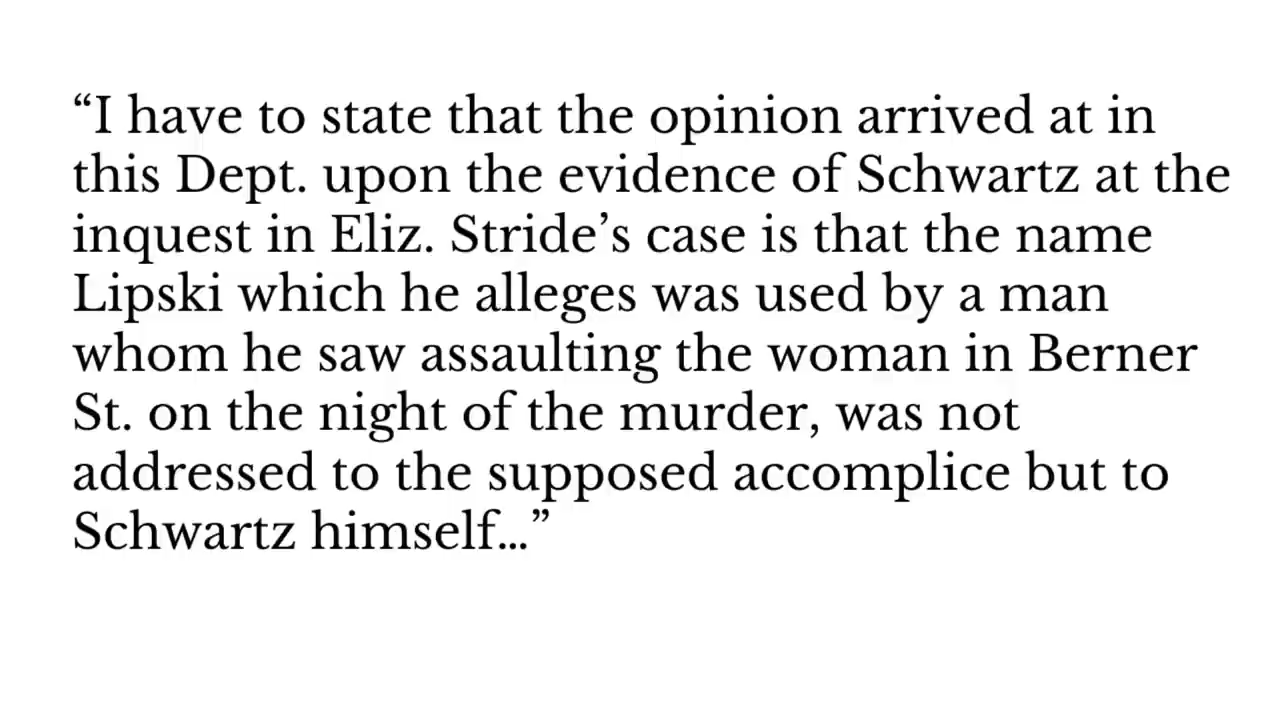 “I have to state that the opinion arrived at in
this Dept. upon the evidence of Schwartz at the
inquest in Eliz. Stride’s case is that the name
Lipski which he alleges was used by a man
whom he saw assaulting the woman in Berner
St. on the night of the murder, was not
addressed to the supposed accomplice but to
Schwartz himself…”